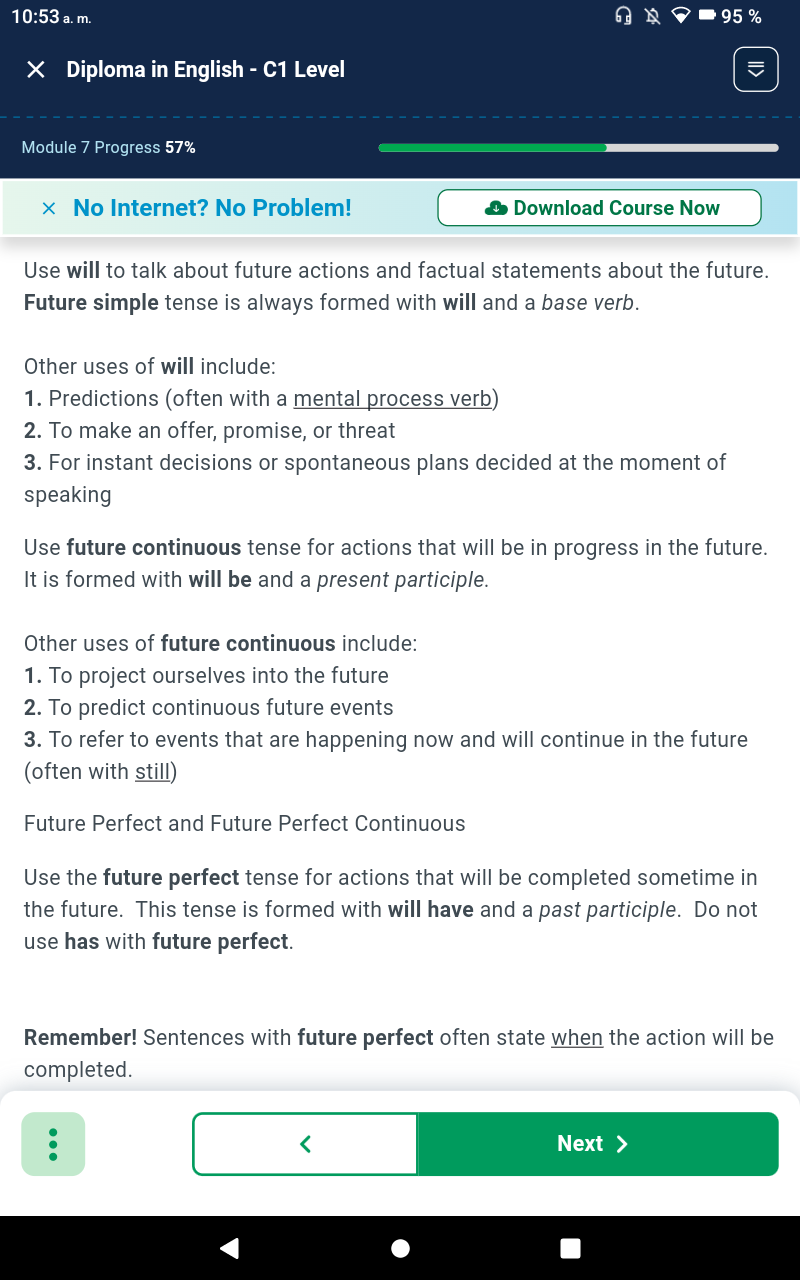 10:53 a. m.
95 %
Diploma in English - C1 Level
Module 7 Progress 57%
No Internet? No Problem!
Download Course Now
Use will to talk about future actions and factual statements about the future.
Future simple tense is always formed with will and a base verb.
Other uses of will include:
1. Predictions (often with a mental process verb)
2. To make an offer, promise, or threat
3. For instant decisions or spontaneous plans decided at the moment of
speaking
Use future continuous tense for actions that will be in progress in the future.
It is formed with will be and a present participle.
Other uses of future continuous include:
1. To project ourselves into the future
2. To predict continuous future events
3. To refer to events that are happening now and will continue in the future
(often with still)
Future Perfect and Future Perfect Continuous
Use the future perfect tense for actions that will be completed sometime in
the future.  This tense is formed with will have and a past participle.  Do not
use has with future perfect.
Remember! Sentences with future perfect often state when the action will be
completed.
Next